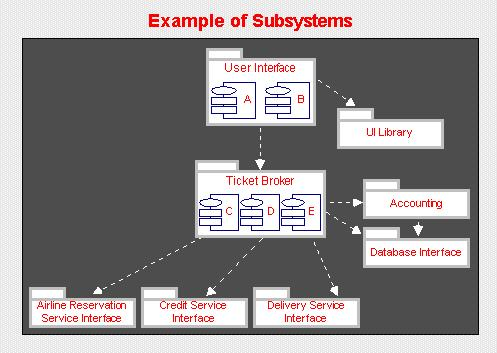 Example of Subsystems
User Interface
A B
UI Library
Ticket Broker
C D E
Accounting
Database Interface
Airline Reservation
Service Interface
Credit Service
Interface
Delivery Service
Interface